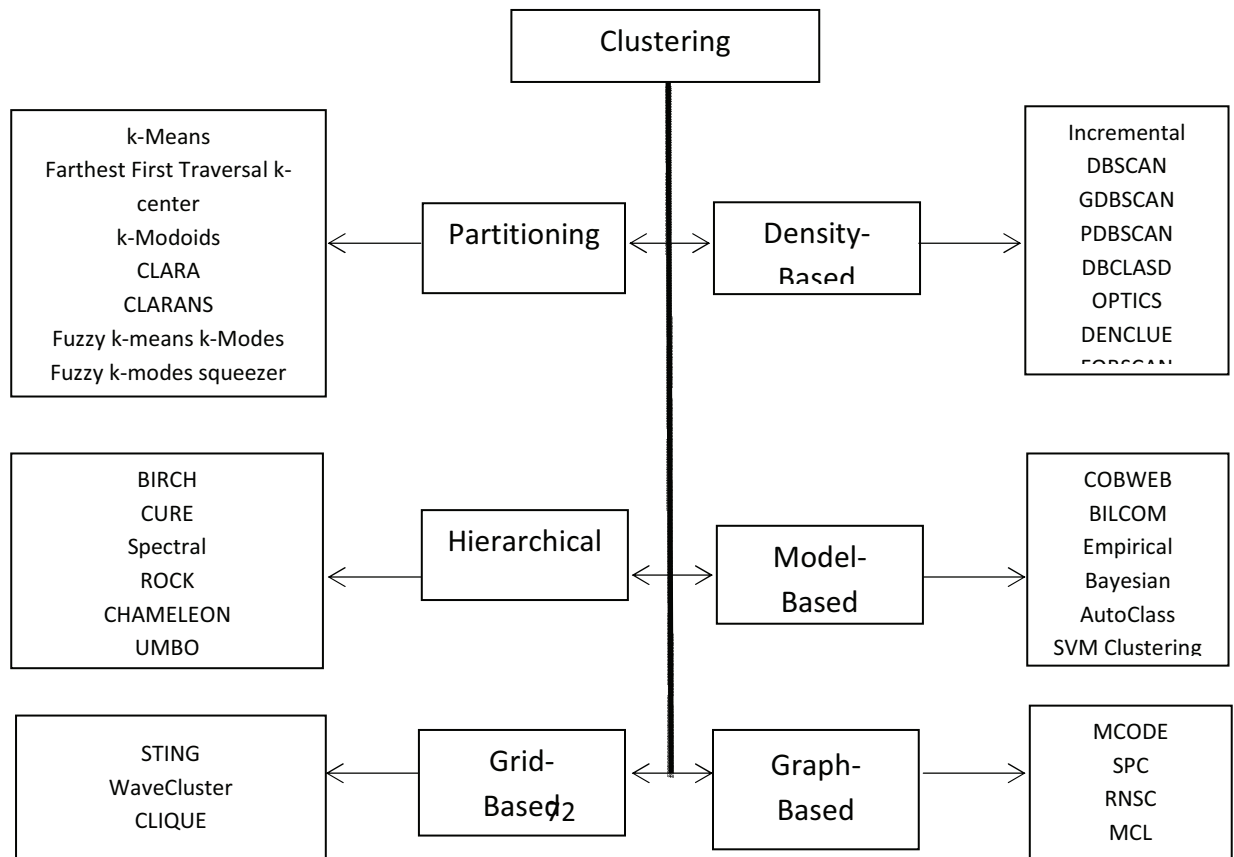 Clustering
k-Means
Farthest First Traversal k-
center
k-Modoids
CLARA
CLARANS
Fuzzy k-means k-Modes
Fuzzy k-modes squeezer
Partitioning
Density-
Based
Incremental
DBSCAN
GDBSCAN
PDBSCAN
DBCLASD
OPTICS
DENCLUE
BIRCH
CURE
Spectral
ROCK
CHAMELEON
UMBO
Hierarchical
Model-
Based
COBWEB
BILCOM
Empirical
Bayesian
AutoClass
SVM Clustering
STING
WaveCluster
CLIQUE
Grid-
Based
72
Graph-
Based
MCODE
SPC
RNSC
MCL